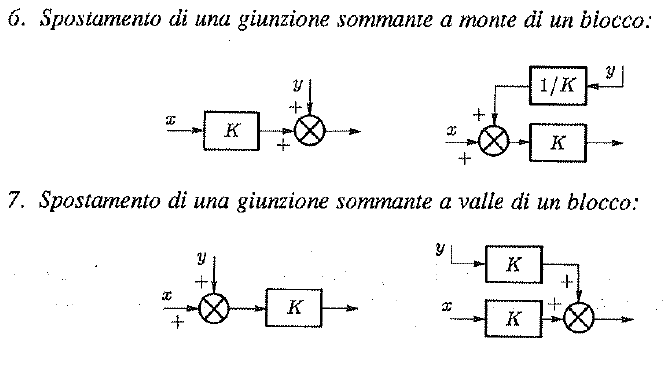 6. Spostamento di una giunzione sommante a monte di un blocco:
y
+
x
K
+
y
1/K
+
x
K
+
7. Spostamento di una giunzione sommante a valle di un blocco:
y
+
x
K
+
y
K
+
x
K
+